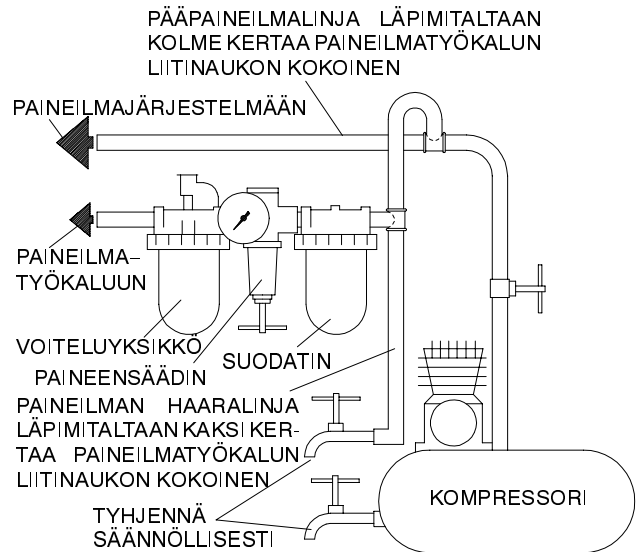 PÄÄPAINEILMALINJA LÄPIMITALTAAN
KOLME KERTAA PAINEILMATYÖKALUN
LIITINAUKON KOKOINEN
PAINEILMAJÄRJESTELMÄÄN
PAINEILMA–
TYÖKALUUN
VOITELUYKSIKKÖ
SUODATIN
PAINEENSÄÄDIN
PAINEILMAN HAARALINJA
LÄPIMITALTAAN KAKSI KER-
TAA PAINEILMATYÖKALUN
LIITINAUKON KOKOINEN
KOMPRESSORI
TYHJENNÄ
SÄÄNNÖLLISESTI